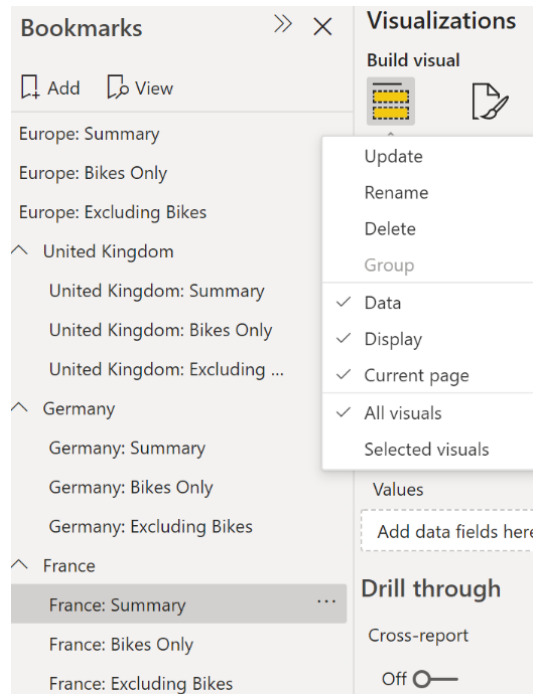 Bookmarks
Add View
Europe: Summary
Europe: Bikes Only
Europe: Excluding Bikes
United Kingdom
United Kingdom: Summary
United Kingdom: Bikes Only
United Kingdom: Excluding ...
Germany
Germany: Summary
Germany: Bikes Only
Germany: Excluding Bikes
France
France: Summary
France: Bikes Only
France: Excluding Bikes
Visualizations
Build visual
Update
Rename
Delete
Group
Data
Display
Current page
All visuals
Selected visuals
Values
Add data fields here
Drill through
Cross-report
Off